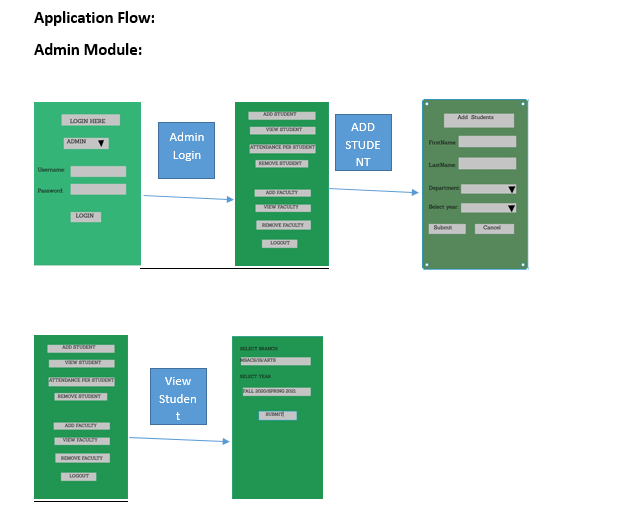 Application Flow:
Admin Module:
LOGIN HERE
ADMIN
Username
Password
LOGIN
Admin
Login
ADD STUDENT
VIEW STUDENT
ATTENDANCE PER STUDENT
REMOVE STUDENT
ADD FACULTY
VIEW FACULTY
REMOVE FACULTY
LOGOUT
ADD
STUDE
NT
Add Students
FirstName
LastName
Department
Select year
Submit Cancel
ADD STUDENT
VIEW STUDENT
ATTENDANCE PER STUDENT
REMOVE STUDENT
ADD FACULTY
VIEW FACULTY
REMOVE FACULTY
LOGOUT
View
Studen
t
SELECT BRANCH
MSACS/IS/ARTS
SELECT YEAR
FALL 2020/SPRING 2021
SUBMIT